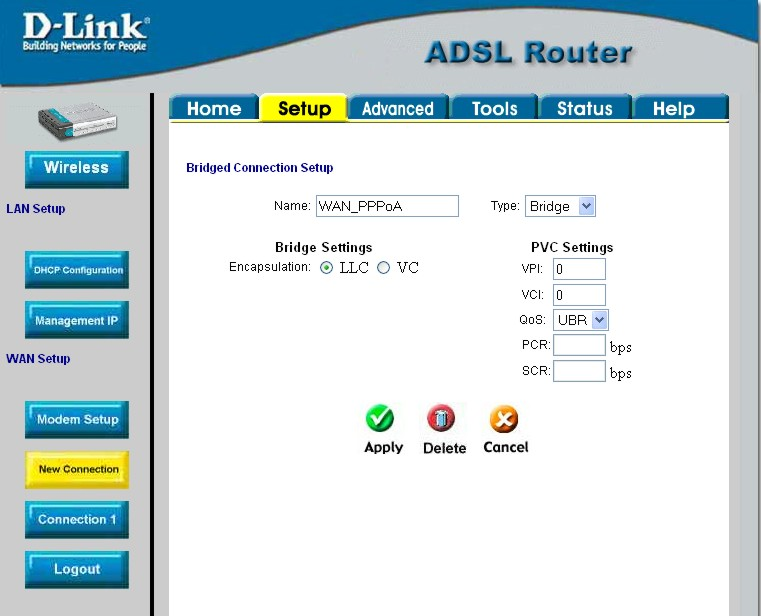 D-Link®
Building Networks for People
ADSL Router
Home Setup Advanced Tools Status Help
Wireless
LAN Setup
DHCP Configuration
Management IP
WAN Setup
Modem Setup
New Connection
Connection 1
Logout
Bridged Connection Setup
Name: WAN_PPPoA Type: Bridge
Bridge Settings
Encapsulation: LLC VC
PVC Settings
VPI: 0
VCI: 0
QoS: UBR
PCR: bps
SCR: bps
Apply Delete Cancel